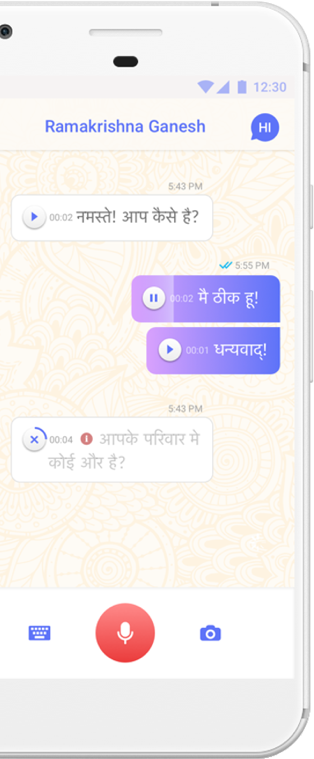 12:30
Ramakrishna Ganesh
HI
5:43 PM
00:02 नमस्ते! आप कैसे है?
5:55 PM
00:02 मै ठीक हू!
00:01 धन्यवाद्!
5:43 PM
00:04 आपके परिवार मे
कोई और है?